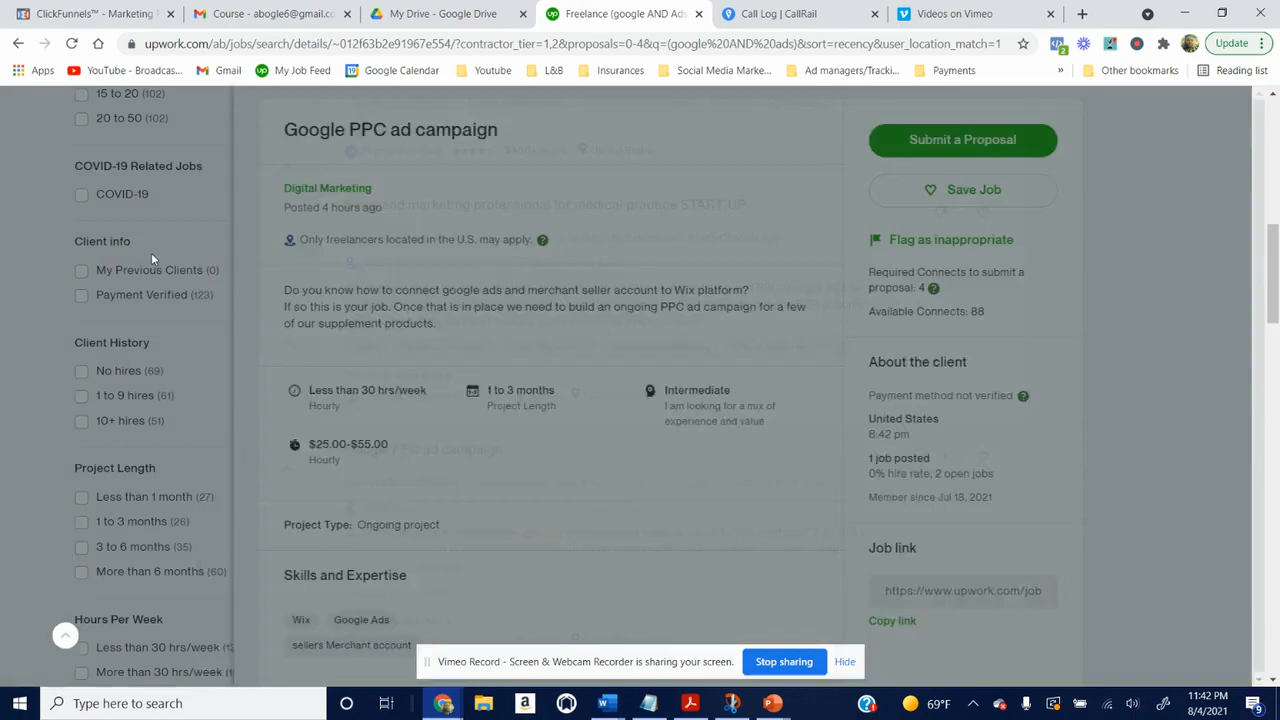 ClickFunnels™ - Marketing F
Course - abogle6@gmail.co
My Drive - Google Drive
Freelance (google AND Ads
Call Log | CallRail
Videos on Vimeo
upwork.com/ab/jobs/search/details/~01f563b5e91967e554/?contractor_tier=1,2&proposals=0-4&q=(google%20AND%20ads)&sort=recency&user_location_match=1
Update
Apps
YouTube - Broadcas...
Gmail
My Job Feed
Google Calendar
Youtube
L&B
Insurances
Social Media Marke...
Ad managers/Tracki...
Payments
»
Other bookmarks
Reading list
15 to 20 (102)
20 to 50 (102)
COVID-19 Related Jobs
COVID-19
Client info
My Previous Clients (0)
Payment Verified (123)
Client History
No hires (69)
1 to 9 hires (61)
10+ hires (51)
Project Length
Less than 1 month (27)
1 to 3 months (26)
3 to 6 months (35)
More than 6 months (60)
Hours Per Week
Less than 30 hrs/week
More than 30 hrs/week
Google PPC ad campaign
Digital Marketing
Posted 4 hours ago
and marketing professional for medical practice START UP
Only freelancers located in the U.S. may apply.
Do you know how to connect google ads and merchant seller account to Wix platform?
If so this is your job. Once that is in place we need to build an ongoing PPC ad campaign for a few
of our supplement products.
Less than 30 hrs/week
Hourly
1 to 3 months
Project Length
Intermediate
I am looking for a mix of
experience and value
$25.00-$55.00
Hourly
Google PPC ad campaign
Project Type: Ongoing project
Skills and Expertise
Wix
Google Ads
sellers Merchant account
Submit a Proposal
Save Job
Flag as inappropriate
Required Connects to submit a
proposal: 4
Available Connects: 88
About the client
Payment method not verified
United States
8:42 pm
1 job posted
0% hire rate, 2 open jobs
Member since Jul 18, 2021
Job link
https://www.upwork.com/job
Copy link
Vimeo Record - Screen & Webcam Recorder is sharing your screen.
Stop sharing
Hide
Type here to search
69°F
11:42 PM
8/4/2021
9